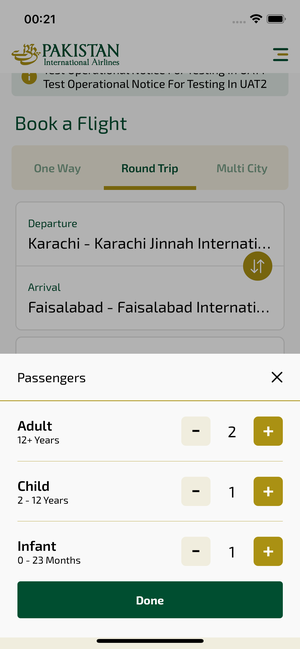 00:21
PAKISTAN
International Airlines
Test Operational Notice For Testing in UAT2
Book a Flight
One Way
Round Trip
Multi City
Departure
Karachi - Karachi Jinnah Internati...
Arrival
Faisalabad - Faisalabad Internati...
Passengers
Adult
12+ Years
-
2
+
Child
2 - 12 Years
-
1
+
Infant
0 - 23 Months
-
1
+
Done